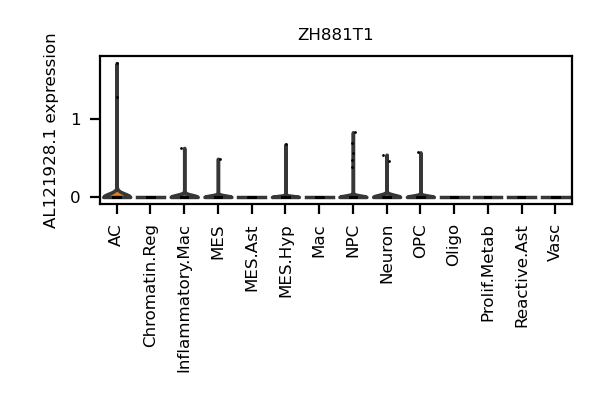 ZH881T1
AL121928.1 expression
1
0
AC
Chromatin.Reg
Inflammatory.Mac
MES
MES.Ast
MES.Hyp
Mac
NPC
Neuron
OPC
Oligo
Prolif.Metab
Reactive.Ast
Vasc